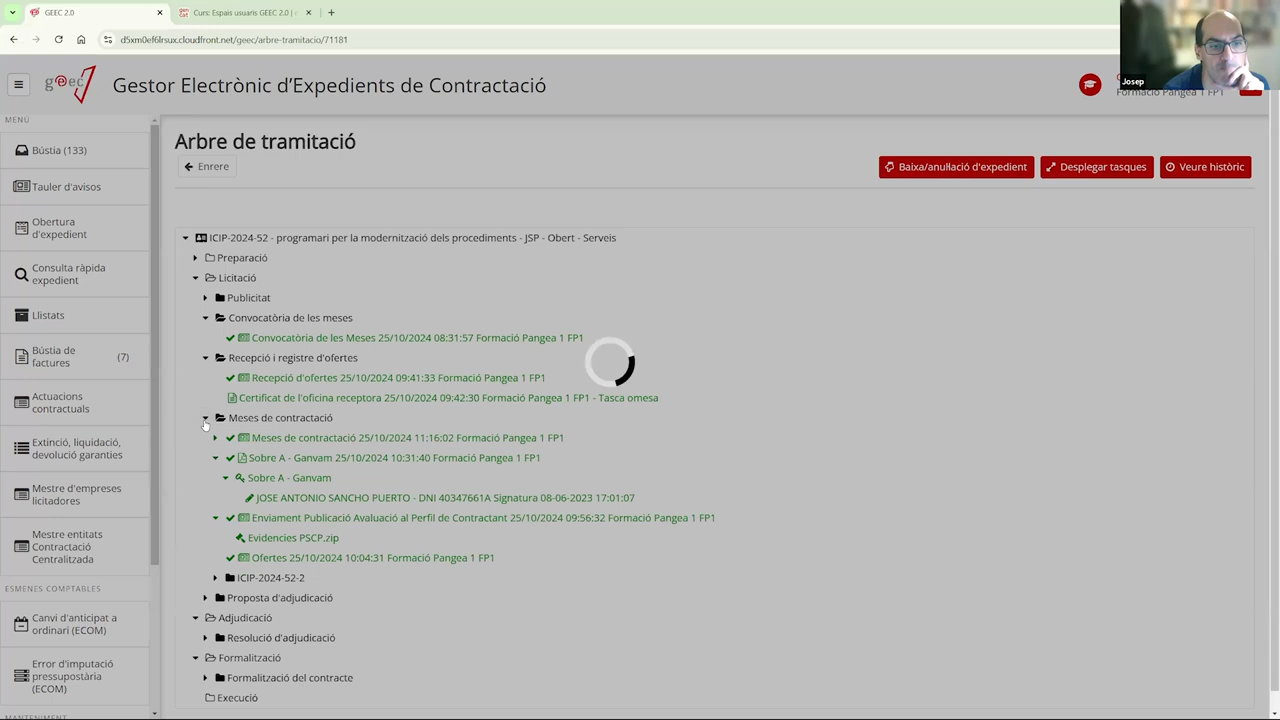 GEEC 2.0
gen cat
Curs: Espais usuaris GEEC 2.0 | e
d5xm0ef6lrsux.cloudfront.net/geec/arbre-tramitacio/71181
Josep
geec
Gestor Electrònic d'Expedients de Contractació
Formació Pangea 1 FP1
MENÚ
Bústia (133)
Tauler d'avisos
Obertura
d'expedient
Consulta ràpida
expedient
Llistats
Bústia de
factures
(7)
Actuacions
contractuals
Extinció, liquidació,
devolució garanties
Mestre d'empreses
licitadores
Mestre entitats
Contractació
Centralitzada
ESMENES COMPTABLES
Canvi d'anticipat a
ordinari (ECOM)
Error d'imputació
pressupostària
(ECOM)
MANTENIMENT
Arbre de tramitació
Enrere
Baixa/anul·lació d'expedient
Desplegar tasques
Veure històric
ICIP-2024-52 - programari per la modernització dels procediments - JSP - Obert - Serveis
Preparació
Licitació
Publicitat
Convocatòria de les meses
Convocatòria de les Meses 25/10/2024 08:31:57 Formació Pangea 1 FP1
Recepció i registre d'ofertes
Recepció d'ofertes 25/10/2024 09:41:33 Formació Pangea 1 FP1
Certificat de l'oficina receptora 25/10/2024 09:42:30 Formació Pangea 1 FP1 - Tasca omesa
Meses de contractació
Meses de contractació 25/10/2024 11:16:02 Formació Pangea 1 FP1
Sobre A - Ganvam 25/10/2024 10:31:40 Formació Pangea 1 FP1
Sobre A - Ganvam
JOSE ANTONIO SANCHO PUERTO - DNI 40347661A Signatura 08-06-2023 17:01:07
Enviament Publicació Avaluació al Perfil de Contractant 25/10/2024 09:56:32 Formació Pangea 1 FP1
Evidencies PSCP.zip
Ofertes 25/10/2024 10:04:31 Formació Pangea 1 FP1
ICIP-2024-52-2
Proposta d'adjudicació
Adjudicació
Resolució d'adjudicació
Formalització
Formalització del contracte
Execució